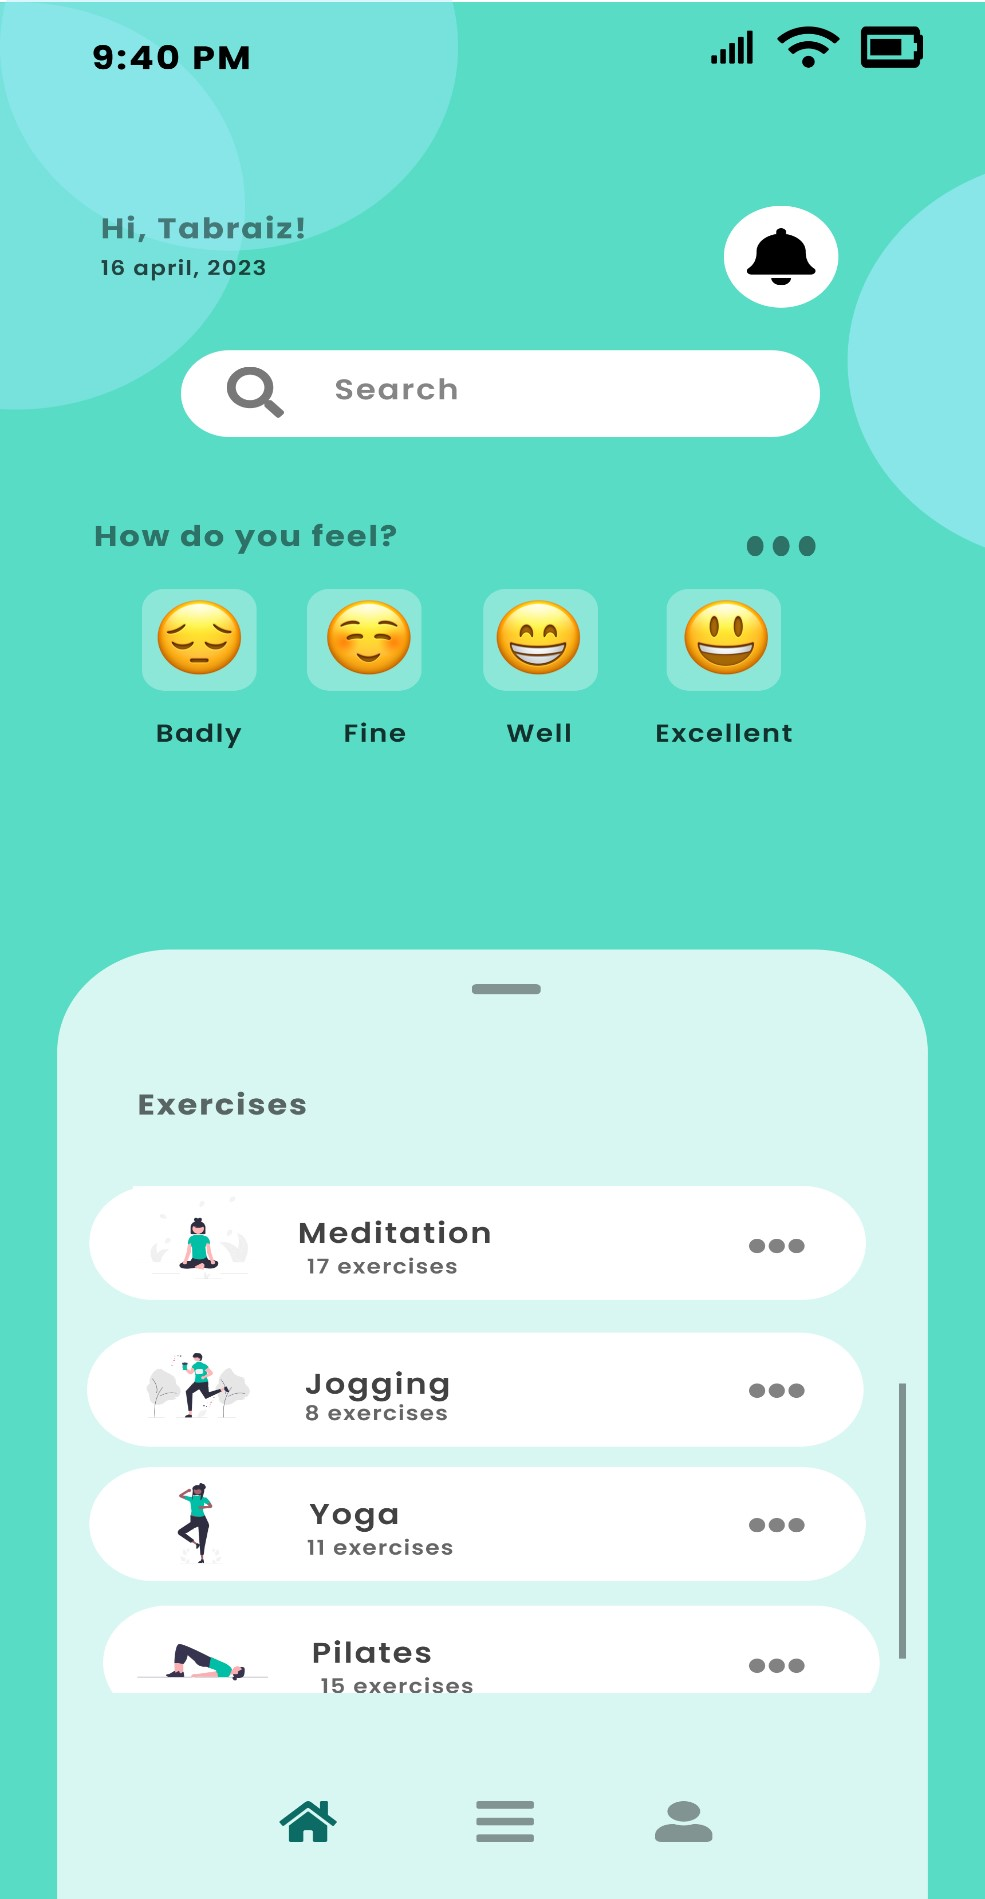 9:40 PM
Hi, Tabraiz!
16 april, 2023
Search
How do you feel?
Badly Fine Well Excellent
Exercises
Meditation
17 exercises
Jogging
8 exercises
Yoga
11 exercises
Pilates
15 exercises